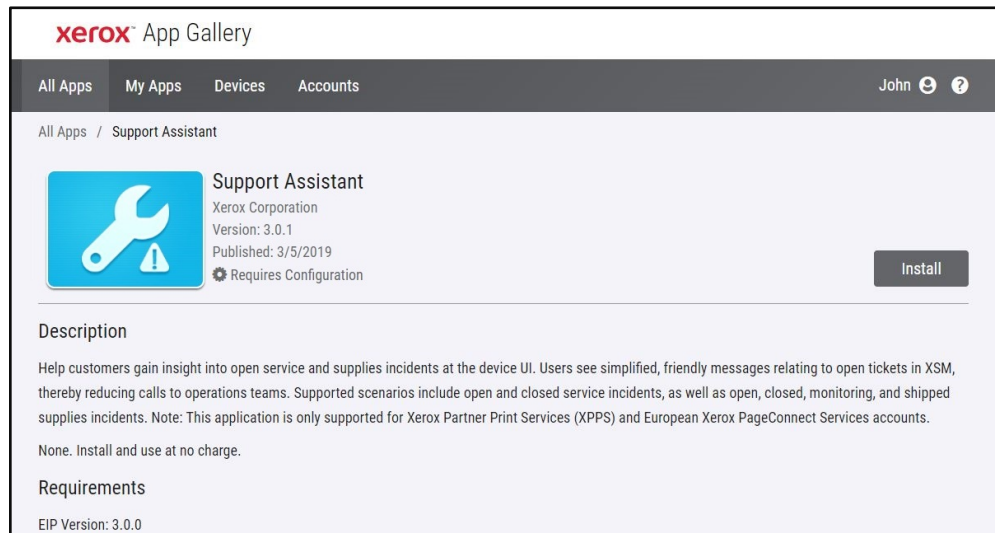 xerox™ App Gallery
All Apps My Apps Devices Accounts John ?
All Apps / Support Assistant
Support Assistant
Xerox Corporation
Version: 3.0.1
Published: 3/5/2019
Requires Configuration
Install
Description
Help customers gain insight into open service and supplies incidents at the device UI. Users see simplified, friendly messages relating to open tickets in XSM,
thereby reducing calls to operations teams. Supported scenarios include open and closed service incidents, as well as open, closed, monitoring, and shipped
supplies incidents. Note: This application is only supported for Xerox Partner Print Services (XPPS) and European Xerox PageConnect Services accounts.
None. Install and use at no charge.
Requirements
EIP Version: 3.0.0